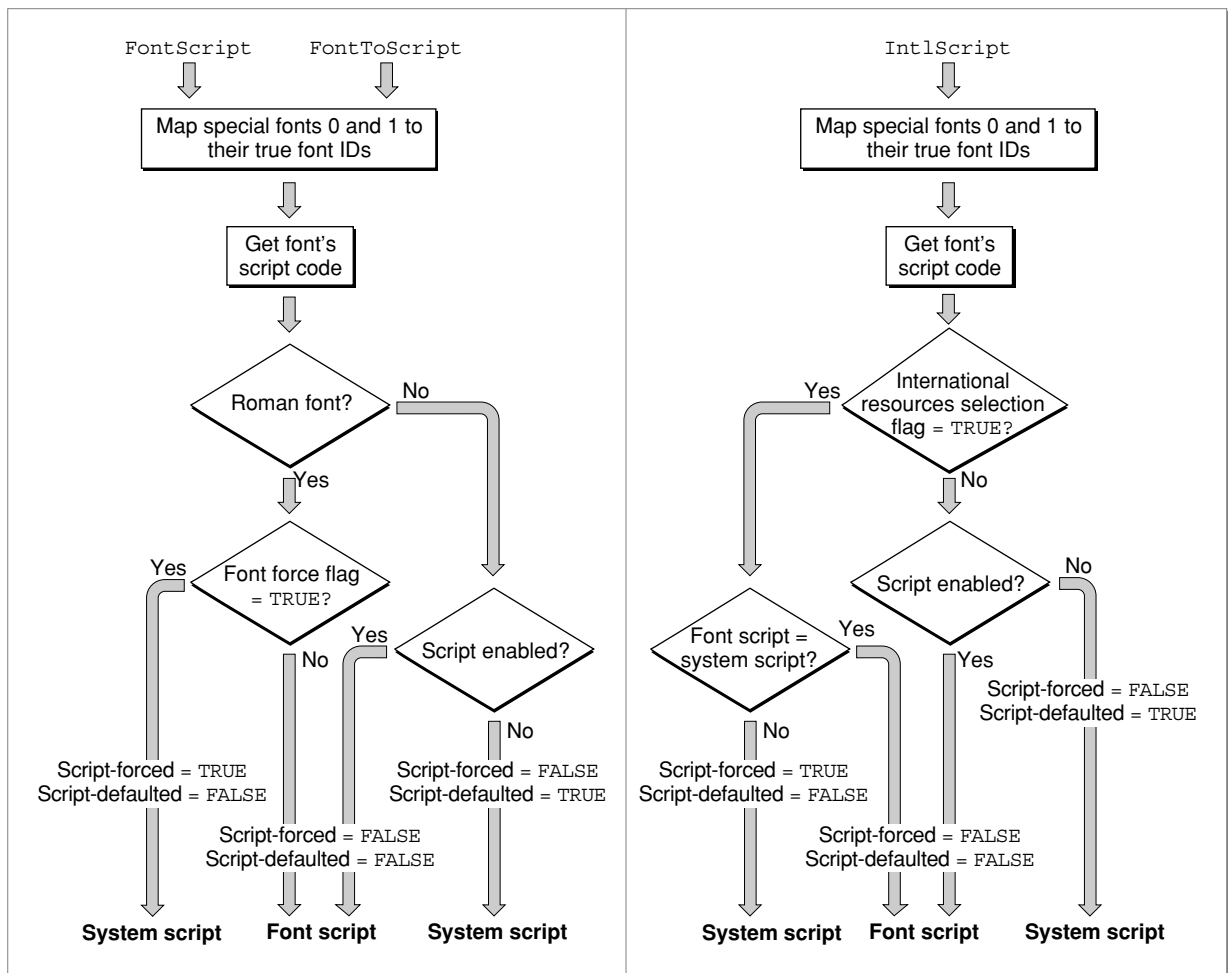 FontScript
FontToScript
Map special fonts 0 and 1 to
their true font IDs
Get font's
script code
Roman font?
No
Yes
Yes
Font force flag
= TRUE?
No
Yes
Script enabled?
No
Script-forced = TRUE
Script-defaulted = FALSE
Script-forced = FALSE
Script-defaulted = TRUE
Script-forced = FALSE
Script-defaulted = FALSE
System script
Font script
System script
IntlScript
Map special fonts 0 and 1 to
their true font IDs
Get font's
script code
Yes
International
resources selection
flag = TRUE?
No
Script enabled?
No
Font script =
system script?
Yes
Yes
Script-forced = FALSE
Script-defaulted = TRUE
No
Script-forced = TRUE
Script-defaulted = FALSE
Script-forced = FALSE
Script-defaulted = FALSE
System script
Font script
System script